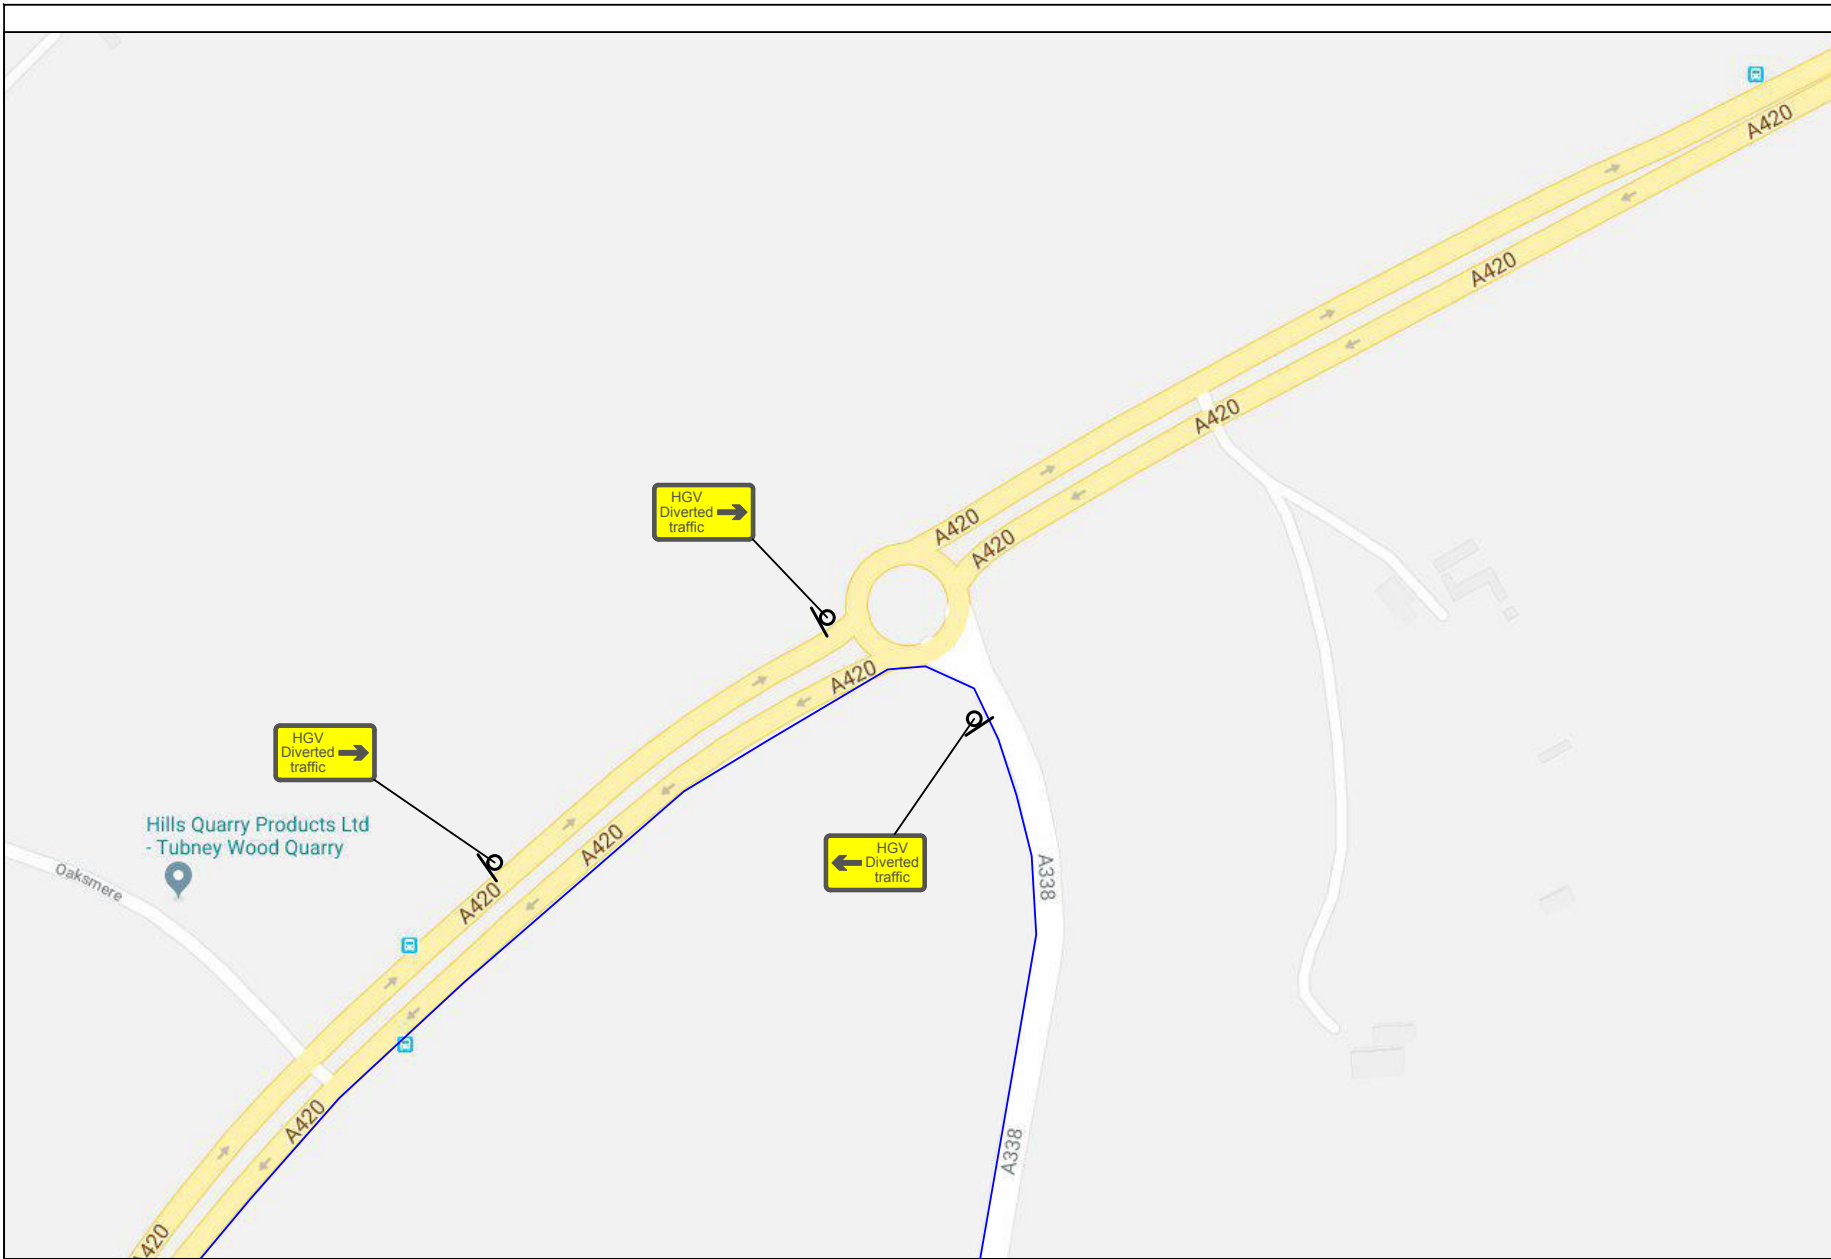 A420
A420
A420
A420
A420
HGV
Diverted
traffic
A420
HGV
Diverted
traffic
Hills Quarry Products Ltd
- Tubney Wood Quarry
A420
HGV
Diverted
traffic
Oaksmere
A338
A420
A420
A338
A420